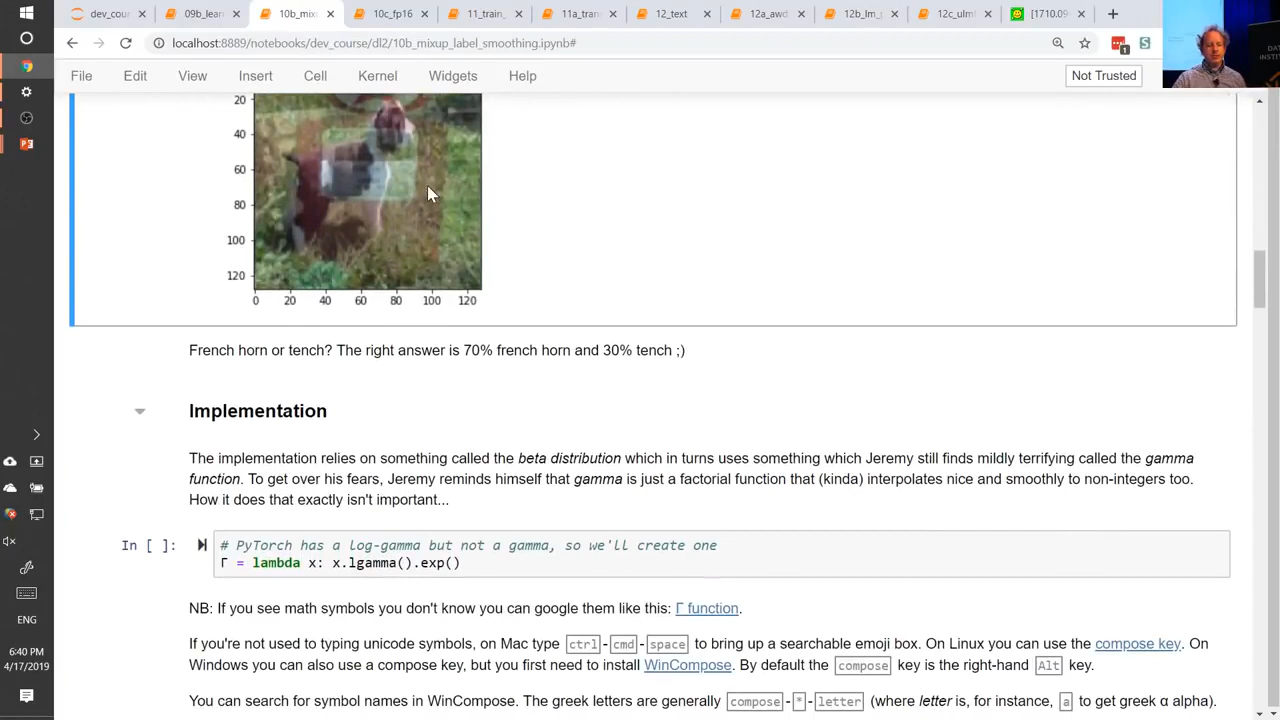 dev_cou
09b_lear
10b_mix
10c_fp16
11_train_
11a_tran
12_text
12a_awd
12b_lm_j
12c_ulmf
[1710.09
localhost:8889/notebooks/dev_course/dl2/10b_mixup_label_smoothing.ipynb#
1
S
File Edit View Insert Cell Kernel Widgets Help
Not Trusted
20
40
60
80
100
120
0 20 40 60 80 100 120
French horn or tench? The right answer is 70% french horn and 30% tench ;)
Implementation
The implementation relies on something called the beta distribution which in turns uses something which Jeremy still finds mildly terrifying called the gamma
function. To get over his fears, Jeremy reminds himself that gamma is just a factorial function that (kinda) interpolates nice and smoothly to non-integers too.
How it does that exactly isn't important...
In [ ]:
# PyTorch has a log-gamma but not a gamma, so we'll create one
Γ = lambda x: x.lgamma().exp()
NB: If you see math symbols you don't know you can google them like this: Γ function.
If you're not used to typing unicode symbols, on Mac type ctrl-cmd-space to bring up a searchable emoji box. On Linux you can use the compose key. On
Windows you can also use a compose key, but you first need to install WinCompose. By default the compose key is the right-hand Alt key.
You can search for symbol names in WinCompose. The greek letters are generally compose-*-letter (where letter is, for instance, a to get greek α alpha).
ENG
6:40 PM
4/17/2019